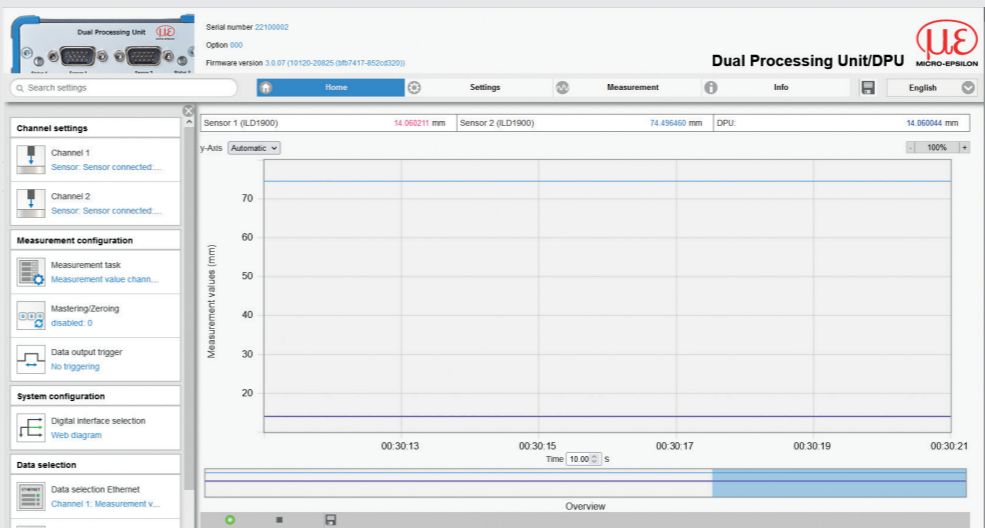 Dual Processing Unit
Serial number 22100002
Option 000
Firmware version 3.0.07 (10120-20825 (bfb7417-852cd320))
Dual Processing Unit/DPU
MICRO-EPSILON
Search settings
Home
Settings
Measurement
Info
English
Channel settings
Channel 1
Sensor: Sensor connected:...
Channel 2
Sensor: Sensor connected:...
Measurement configuration
Measurement task
Measurement value chann...
Mastering/Zeroing
disabled: 0
Data output trigger
No triggering
System configuration
Digital interface selection
Web diagram
Data selection
Data selection Ethernet
Channel 1: Measurement v...
Sensor 1 (ILD1900) 14.060211 mm
Sensor 2 (ILD1900) 74.496460 mm
DPU: 14.060044 mm
y-Axis Automatic
- 100% +
Measurement values (mm)
70
60
50
40
30
20
00:30:13 00:30:15 00:30:17 00:30:19 00:30:21
Time 10.00 s
Overview